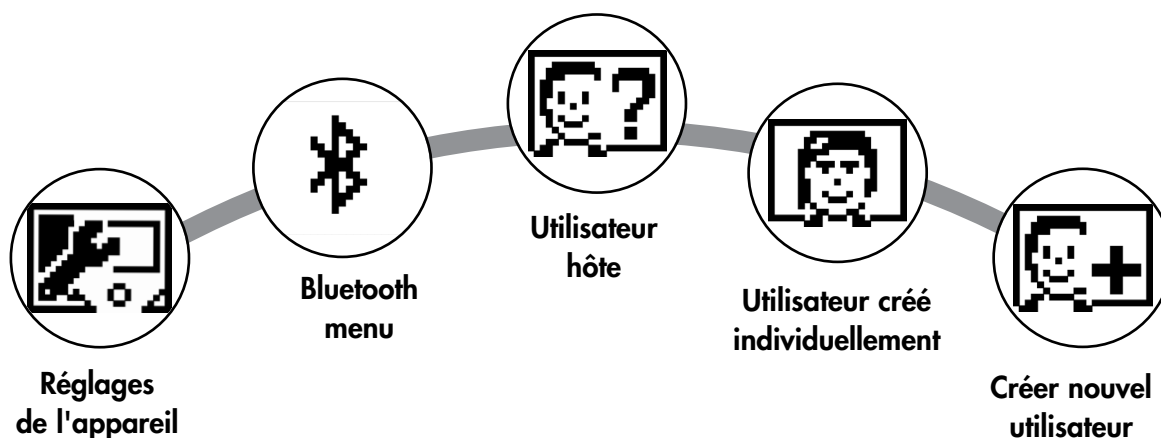 Utilisateur
hôte
Bluetooth
menu
Utilisateur créé
individuellement
Réglages
de l'appareil
Créer nouvel
utilisateur